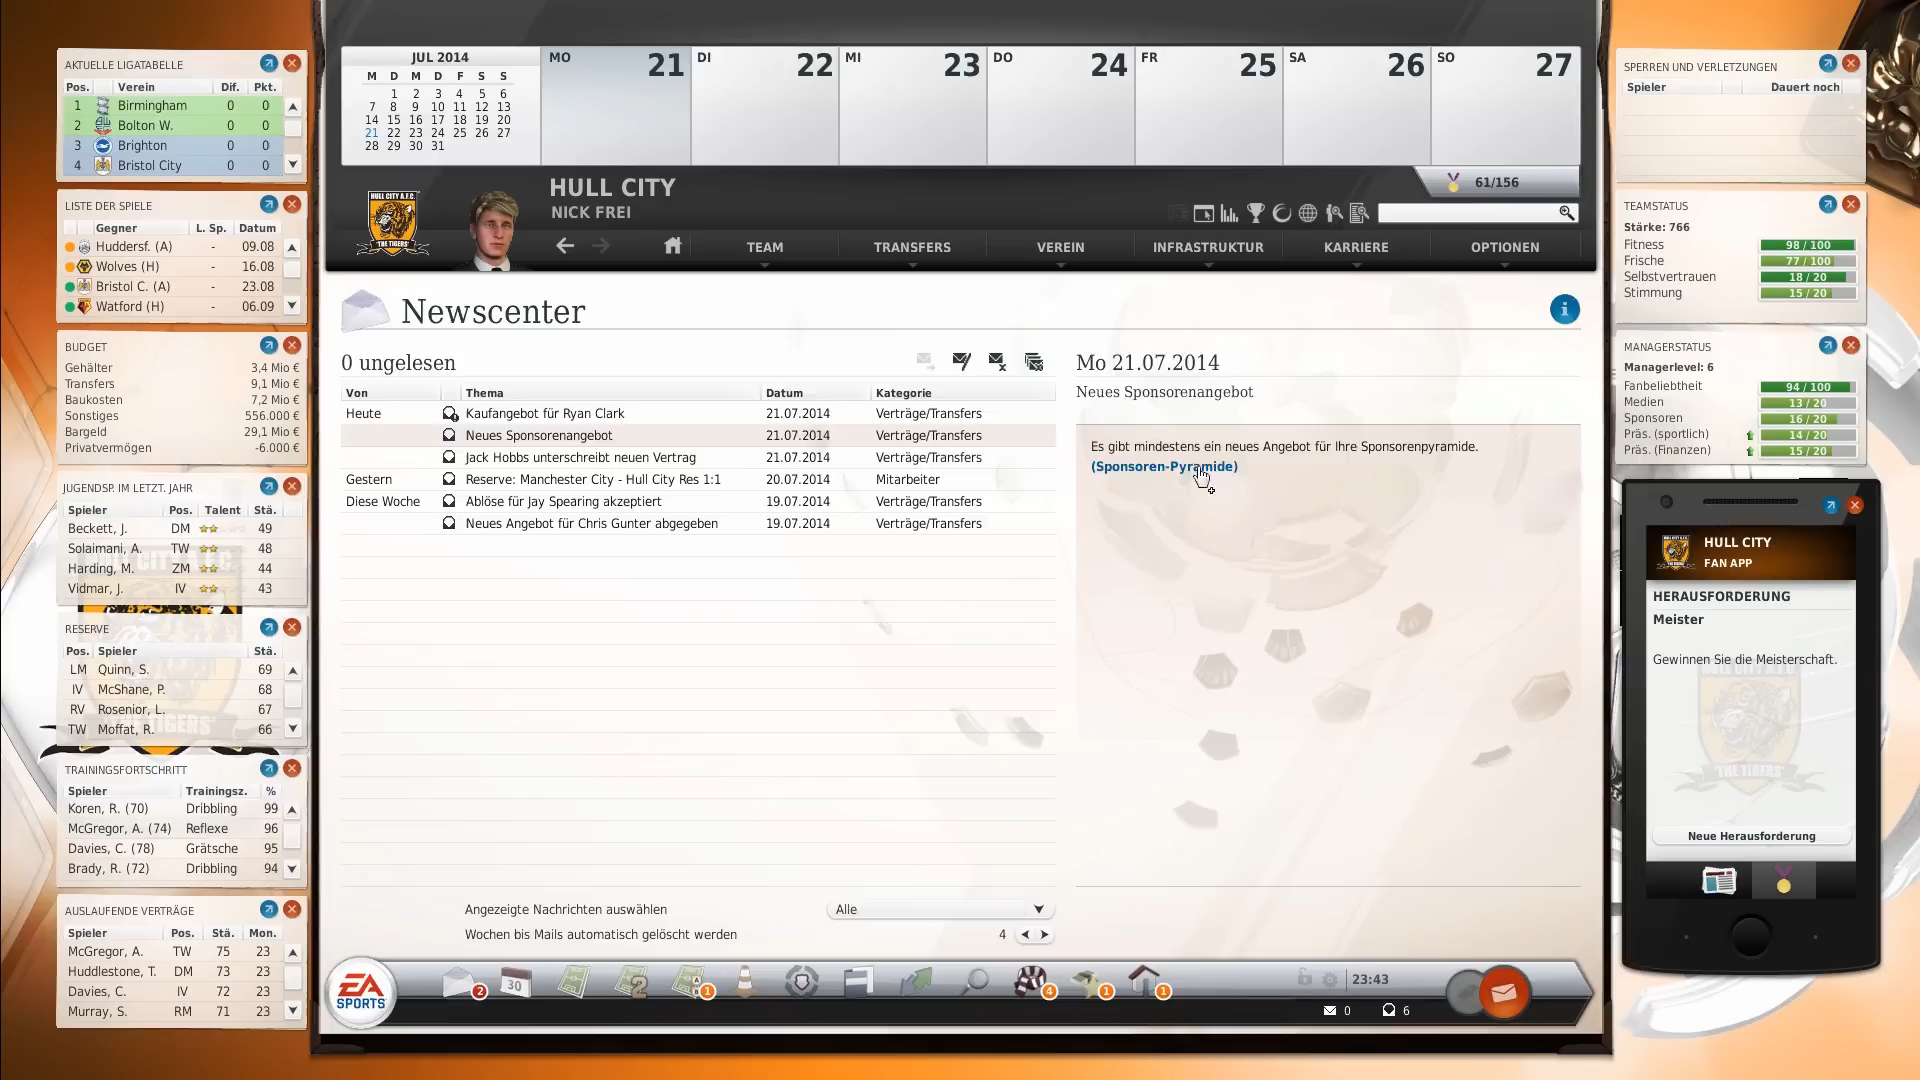 AKTUELLE LIGATABELLE
Pos. Verein Dif. Pkt.
1 Birmingham 0 0
2 Bolton W. 0 0
3 Brighton 0 0
4 Bristol City 0 0
LISTE DER SPIELE
Gegner L. Sp. Datum
Huddersf. (A) - 09.08
Wolves (H) - 16.08
Bristol C. (A) - 23.08
Watford (H) - 06.09
BUDGET
Gehälter 3,4 Mio €
Transfers 9,1 Mio €
Baukosten 7,2 Mio €
Sonstiges 556.000 €
Bargeld 29,1 Mio €
Privatvermögen -6.000 €
JUGENDSP. IM LETZT. JAHR
Spieler Pos. Talent Stä.
Beckett, J. DM 49
Solaimani, A. TW 48
Harding, M. ZM 44
Vidmar, J. IV 43
RESERVE
Pos. Spieler Stä.
LM Quinn, S. 69
IV McShane, P. 68
RV Rosenior, L. 67
TW Moffat, R. 66
TRAININGSFORTSCHRITT
Spieler Trainingsz. %
Koren, R. (70) Dribbling 99
McGregor, A. (74) Reflexe 96
Davies, C. (78) Grätsche 95
Brady, R. (72) Dribbling 94
AUSLAUFENDE VERTRÄGE
Spieler Pos. Stä. Mon.
McGregor, A. TW 75 23
Huddlestone, T. DM 73 23
Davies, C. IV 72 23
Murray, S. RM 71 23
JUL 2014
M D M D F S S
1 2 3 4 5 6
7 8 9 10 11 12 13
14 15 16 17 18 19 20
21 22 23 24 25 26 27
28 29 30 31
MO 21 DI 22 MI 23 DO 24 FR 25 SA 26 SO 27
HULL CITY A.F.C.
THE TIGERS
HULL CITY
NICK FREI
61/156
TEAM TRANSFERS VEREIN INFRASTRUKTUR KARRIERE OPTIONEN
Newscenter
i
0 ungelesen
Von Thema Datum Kategorie
Heute Kaufangebot für Ryan Clark 21.07.2014 Verträge/Transfers
Neues Sponsorenangebot 21.07.2014 Verträge/Transfers
Jack Hobbs unterschreibt neuen Vertrag 21.07.2014 Verträge/Transfers
Gestern Reserve: Manchester City - Hull City Res 1:1 20.07.2014 Mitarbeiter
Diese Woche Ablöse für Jay Spearing akzeptiert 19.07.2014 Verträge/Transfers
Neues Angebot für Chris Gunter abgegeben 19.07.2014 Verträge/Transfers
Angezeigte Nachrichten auswählen Alle
Wochen bis Mails automatisch gelöscht werden 4
Mo 21.07.2014
Neues Sponsorenangebot
Es gibt mindestens ein neues Angebot für Ihre Sponsorenpyramide.
(Sponsoren-Pyramide)
EA
SPORTS
2 30 2 1 4 1 1
23:43
0 6
SPERREN UND VERLETZUNGEN
Spieler Dauert noch
TEAMSTATUS
Stärke: 766
Fitness 98 / 100
Frische 77 / 100
Selbstvertrauen 18 / 20
Stimmung 15 / 20
MANAGERSTATUS
Managerlevel: 6
Fanbeliebtheit 94 / 100
Medien 13 / 20
Sponsoren 16 / 20
Präs. (sportlich) 14 / 20
Präs. (Finanzen) 15 / 20
HULL CITY
FAN APP
HERAUSFORDERUNG
Meister
Gewinnen Sie die Meisterschaft.
THE TIGERS
Neue Herausforderung